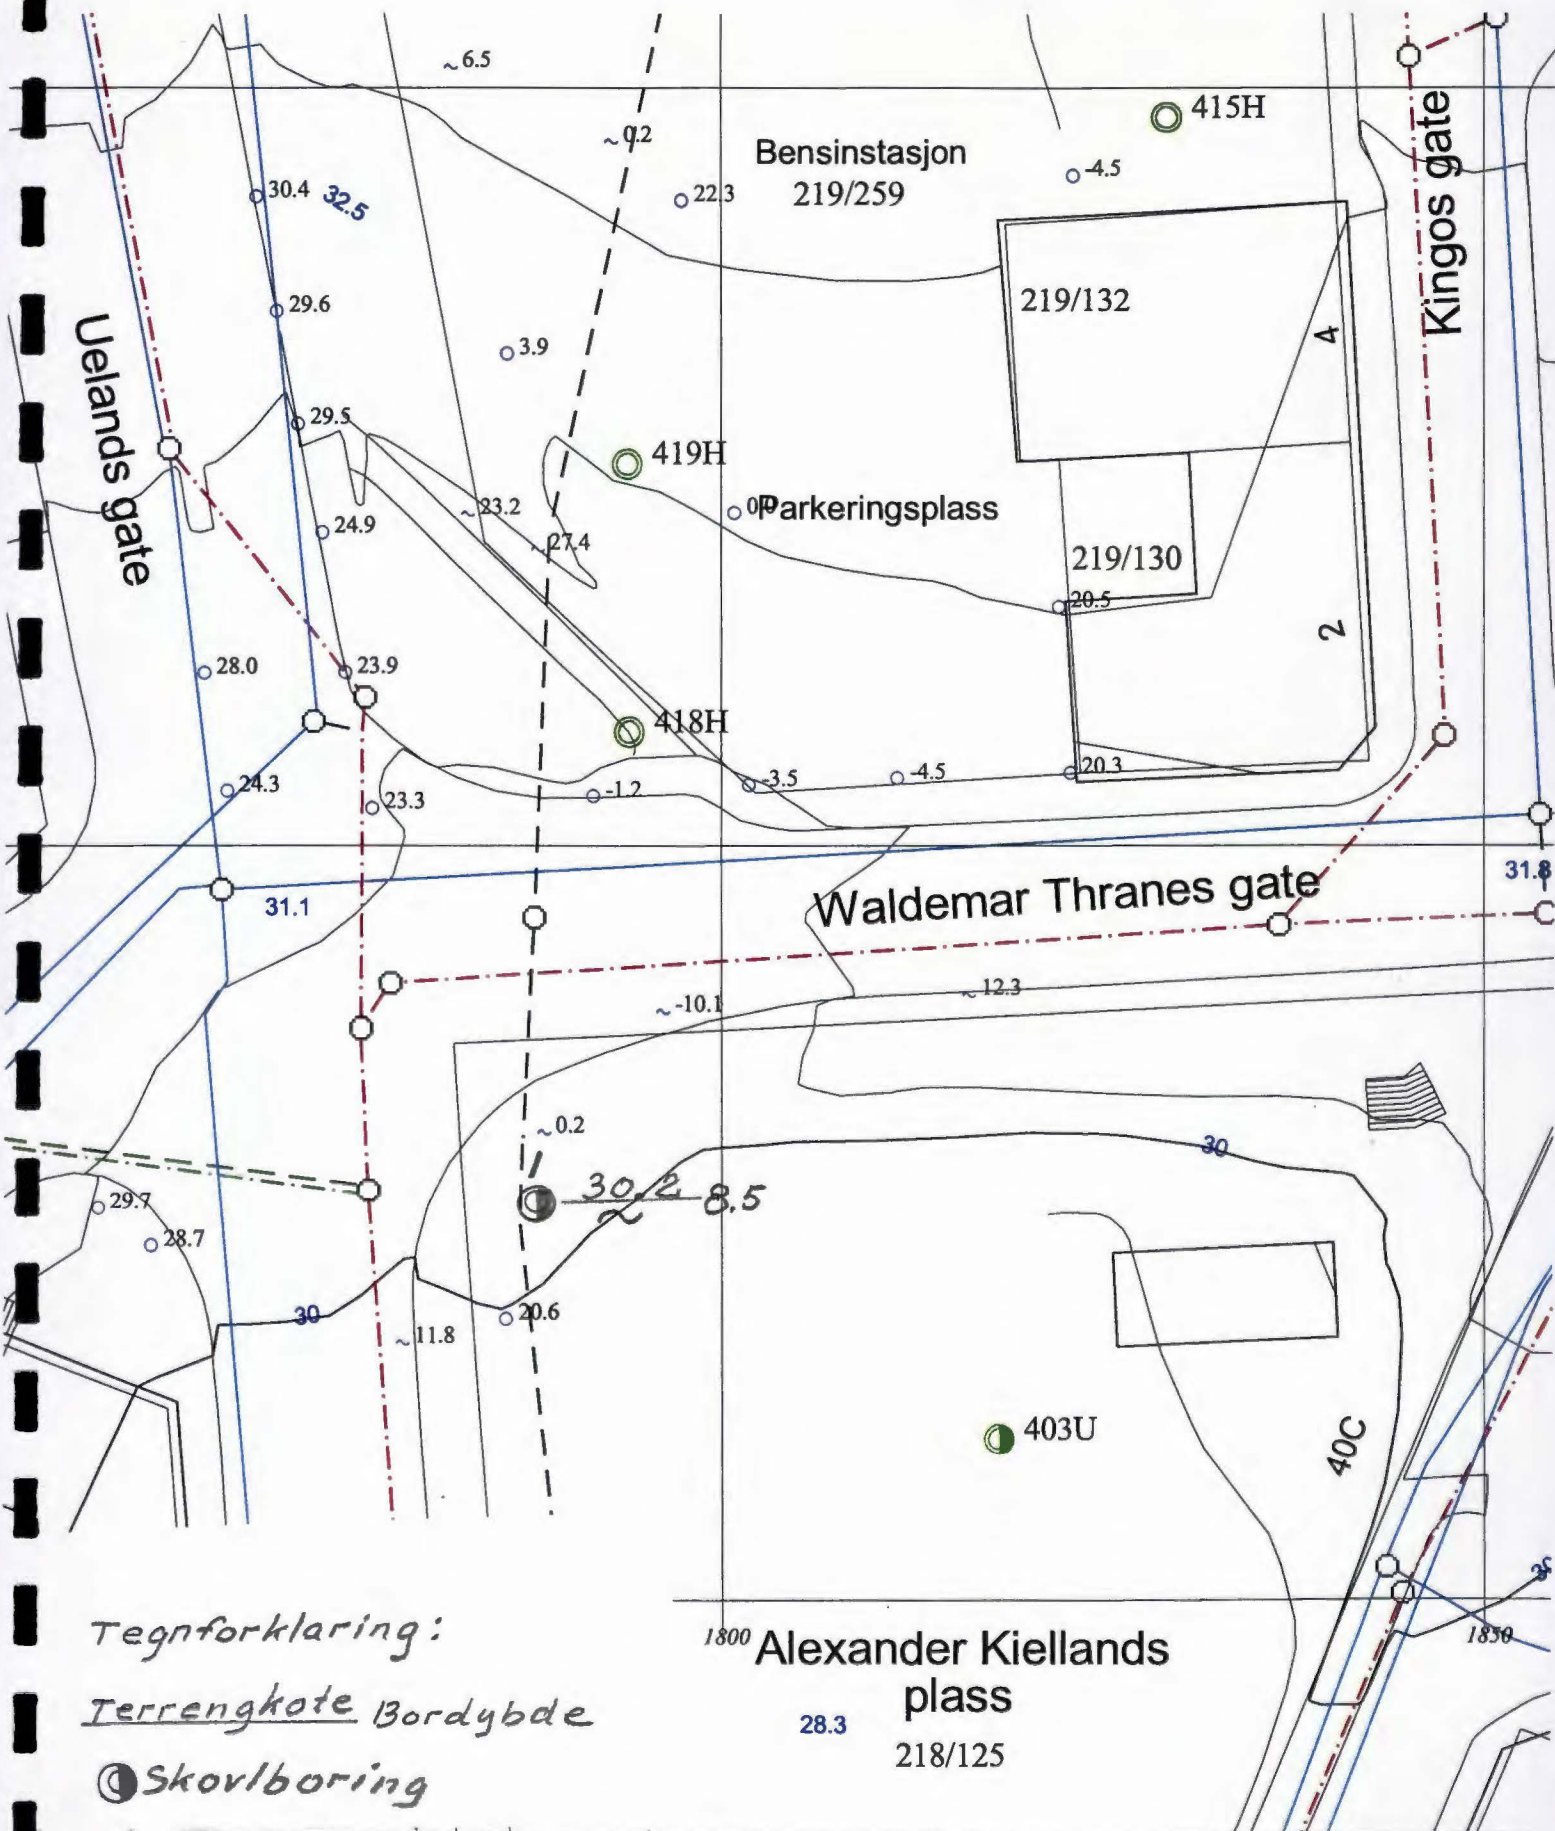 ~ 6.5
415H
~ 0.2
Bensinstasjon
219/259
-4.5
Kingos gate
30.4
32.5
22.3
219/132
29.6
4
Uelands gate
3.9
29.5
419H
23.2
Parkeringsplass
24.9
~ 27.4
219/130
20.5
2
28.0
23.9
418H
-3.5
-4.5
20.3
24.3
23.3
-1.2
31.8
Waldemar Thranes gate
31.1
~ 12.3
~ -10.1
~ 0.2
30
30.2 8.5
~
29.7
28.7
30
20.6
~ 11.8
403U
40C
Tegnforklaring:
1800
1850
Alexander Kiellands
plass
Terrengkote Bordybde
28.3
218/125
Skovlboring